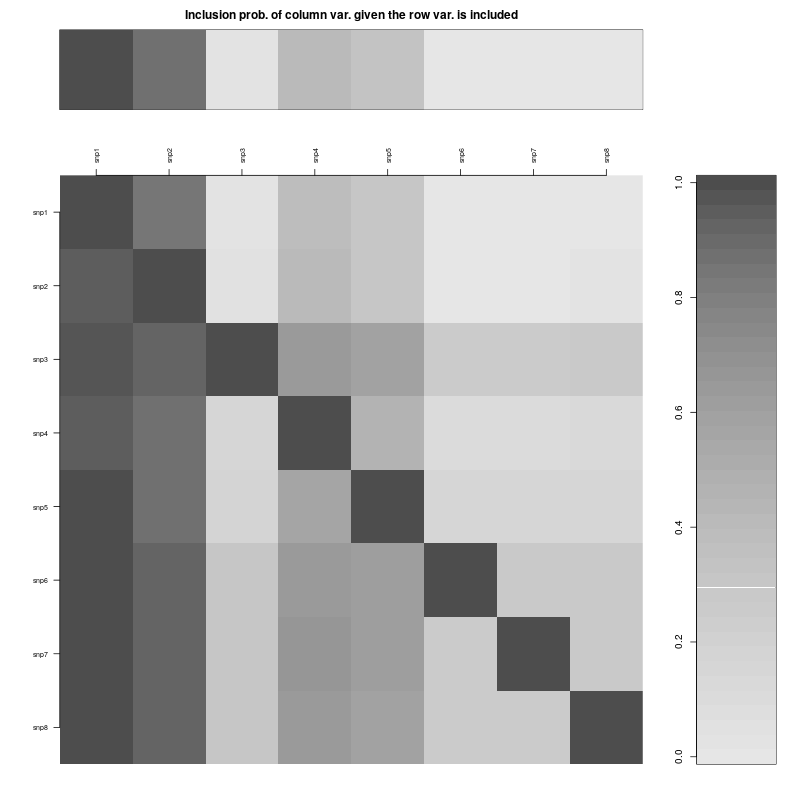 Inclusion prob. of column var. given the row var. is included
snp1 snp2 snp3 snp4 snp5 snp6 snp7 snp8
snp1
snp2
snp3
snp4
snp5
snp6
snp7
snp8
1.0
0.8
0.6
0.4
0.2
0.0